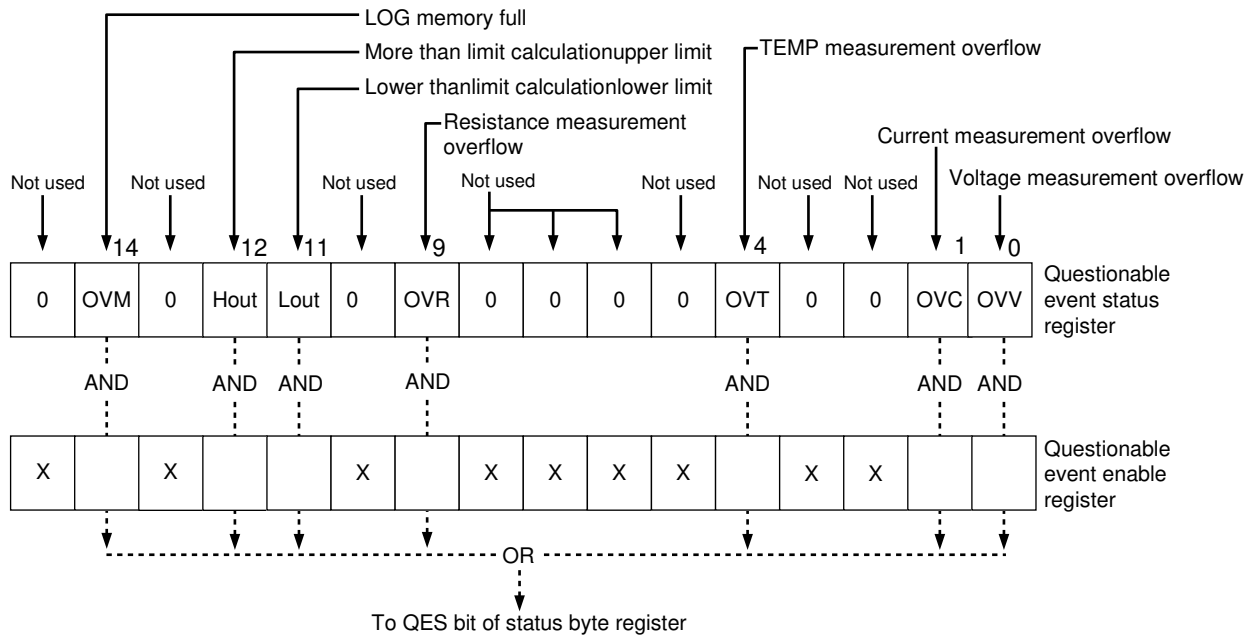 LOG memory full
More than limit calculationupper limit
TEMP measurement overflow
Lower thanlimit calculationlower limit
Resistance measurement
overflow
Current measurement overflow
Not used
Not used
Not used
Not used
Not used
Not used
Not used
Voltage measurement overflow
14
12
11
9
4
1
0
0
OVM
0
Hout
Lout
0
OVR
0
0
0
0
OVT
0
0
OVC
OVV
Questionable
event status
register
AND
AND
AND
AND
AND
AND
AND
X
X
X
X
X
X
X
X
X
Questionable
event enable
register
OR
To QES bit of status byte register